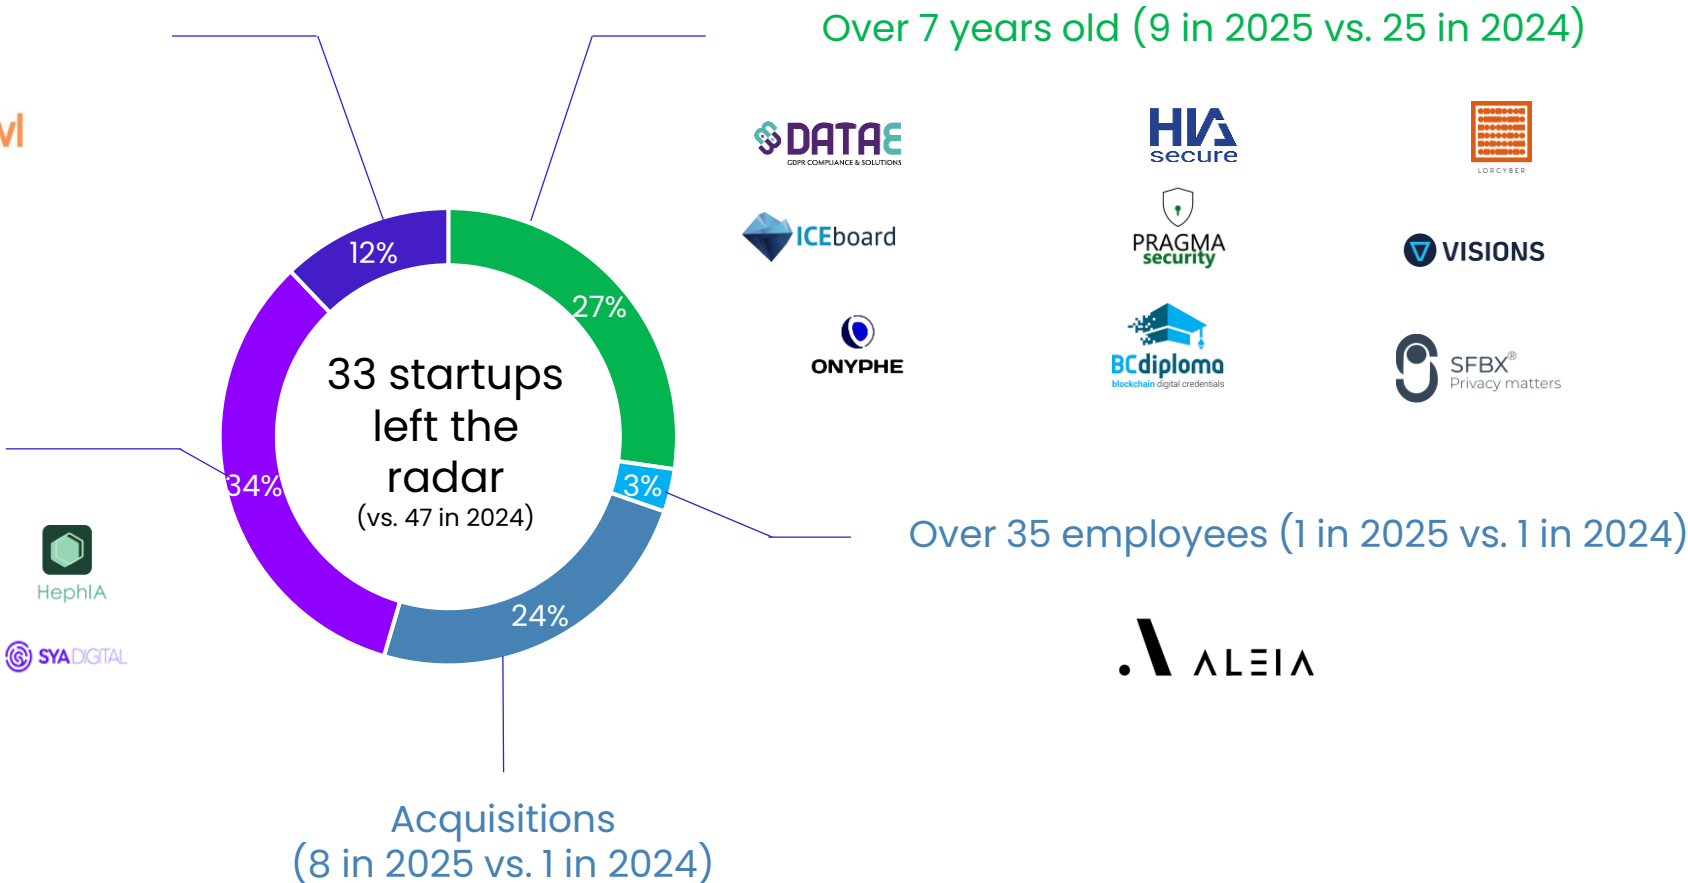 Over 7 years old (9 in 2025 vs. 25 in 2024)
DATAE
GDPR COMPLIANCE & SOLUTIONS
HIA
secure
LORCYBER
ICEboard
PRAGMA
security
VISIONS
ONYPHE
BCdiploma
blockchain digital credentials
SFBX®
Privacy matters
12%
27%
34%
3%
24%
33 startups
left the
radar
(vs. 47 in 2024)
HephIA
SYA DIGITAL
Over 35 employees (1 in 2025 vs. 1 in 2024)
ALEIA
Acquisitions
(8 in 2025 vs. 1 in 2024)